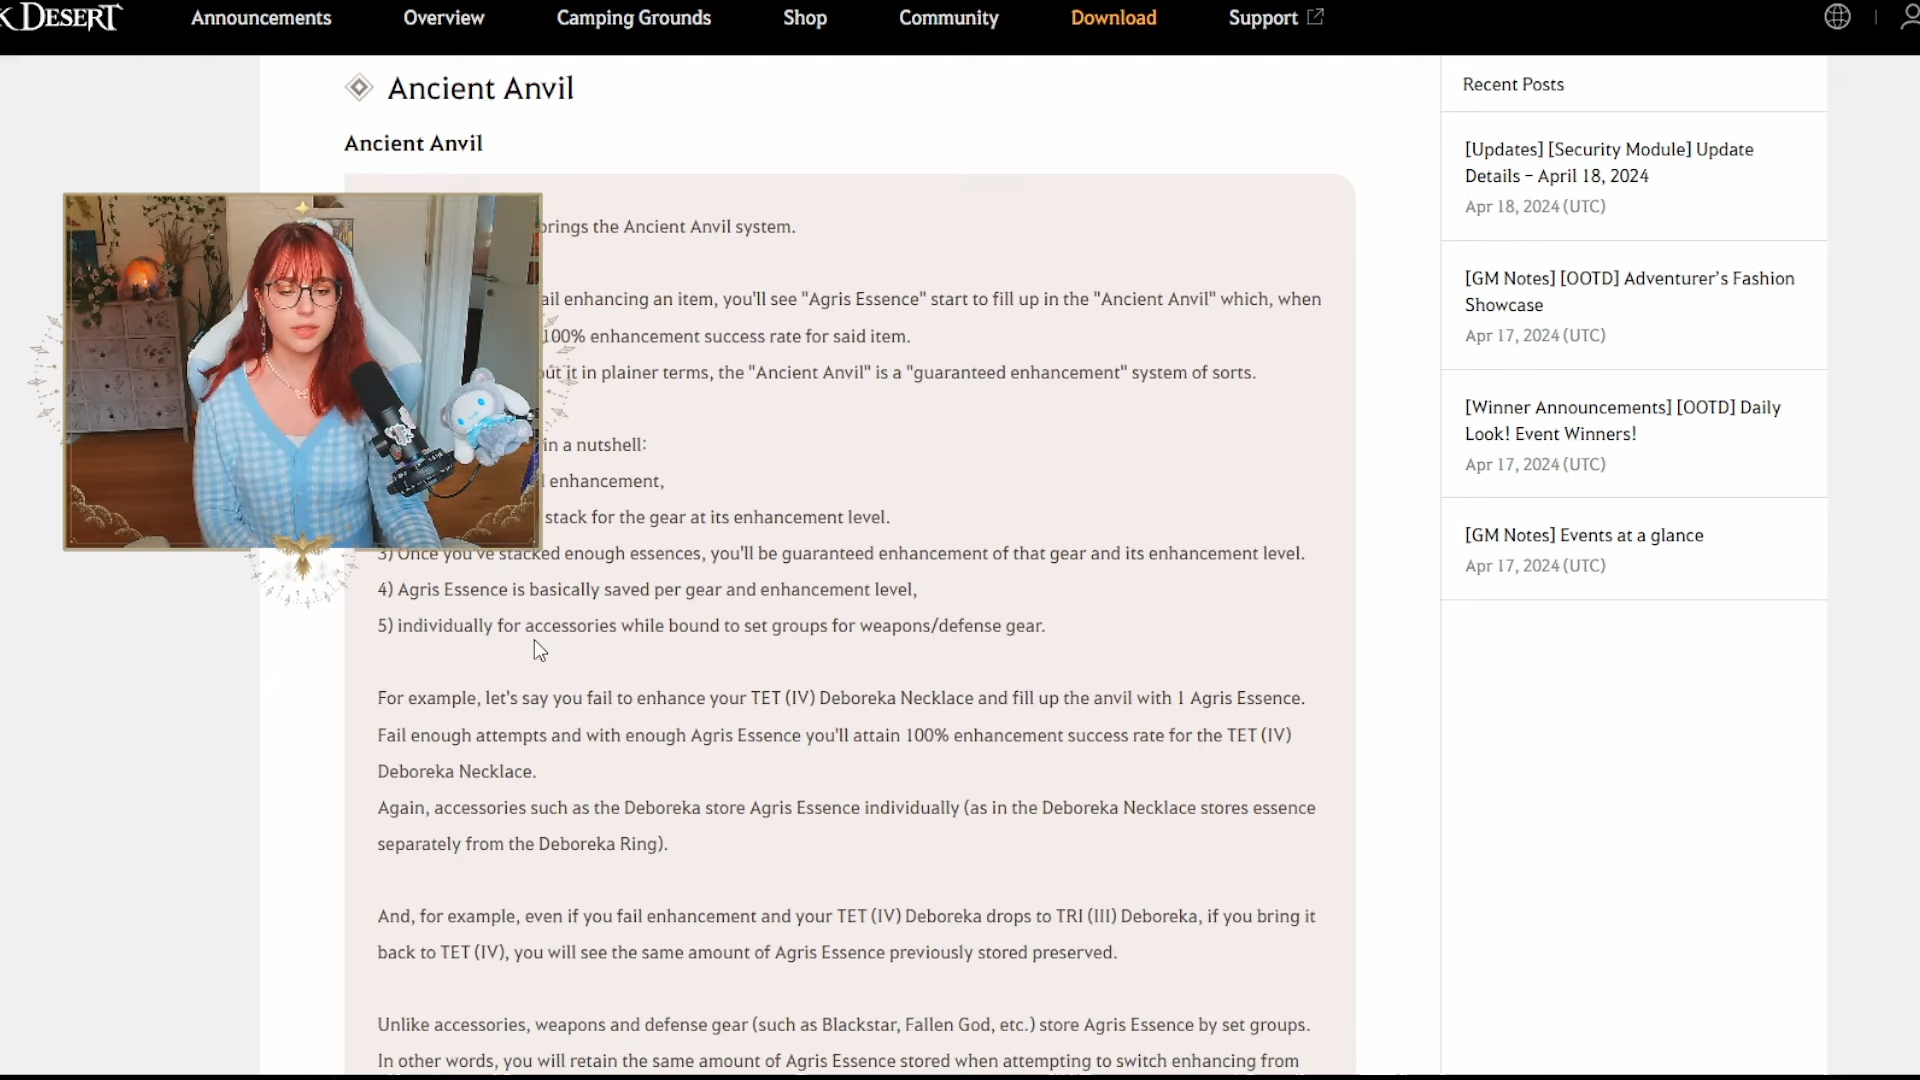 K DESERT
Announcements
Overview
Camping Grounds
Shop
Community
Download
Support
Ancient Anvil
Ancient Anvil
brings the Ancient Anvil system.
ail enhancing an item, you'll see "Agris Essence" start to fill up in the "Ancient Anvil" which, when
100% enhancement success rate for said item.
out it in plainer terms, the "Ancient Anvil" is a "guaranteed enhancement" system of sorts.
in a nutshell:
enhancement,
stack for the gear at its enhancement level.
3) Once you've stacked enough essences, you'll be guaranteed enhancement of that gear and its enhancement level.
4) Agris Essence is basically saved per gear and enhancement level,
5) individually for accessories while bound to set groups for weapons/defense gear.
For example, let's say you fail to enhance your TET (IV) Deboreka Necklace and fill up the anvil with 1 Agris Essence.
Fail enough attempts and with enough Agris Essence you'll attain 100% enhancement success rate for the TET (IV)
Deboreka Necklace.
Again, accessories such as the Deboreka store Agris Essence individually (as in the Deboreka Necklace stores essence
separately from the Deboreka Ring).
And, for example, even if you fail enhancement and your TET (IV) Deboreka drops to TRI (III) Deboreka, if you bring it
back to TET (IV), you will see the same amount of Agris Essence previously stored preserved.
Unlike accessories, weapons and defense gear (such as Blackstar, Fallen God, etc.) store Agris Essence by set groups.
In other words, you will retain the same amount of Agris Essence stored when attempting to switch enhancing from
Recent Posts
[Updates] [Security Module] Update
Details – April 18, 2024
Apr 18, 2024 (UTC)
[GM Notes] [OOTD] Adventurer's Fashion
Showcase
Apr 17, 2024 (UTC)
[Winner Announcements] [OOTD] Daily
Look! Event Winners!
Apr 17, 2024 (UTC)
[GM Notes] Events at a glance
Apr 17, 2024 (UTC)